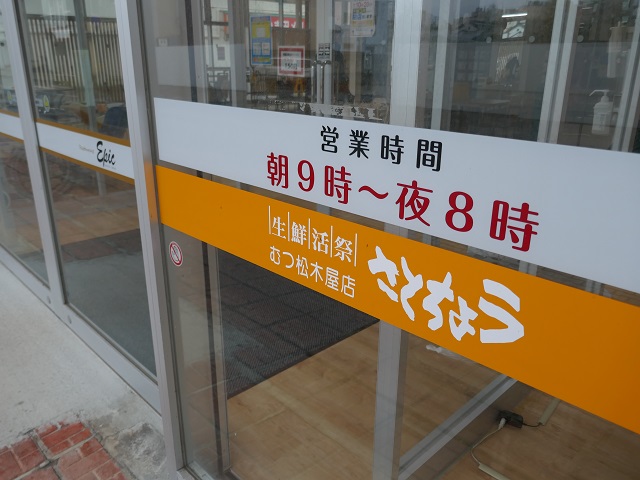 営業時間
朝9時～夜8時
生鮮活祭
むつ松木屋店
さとちょう
Epic